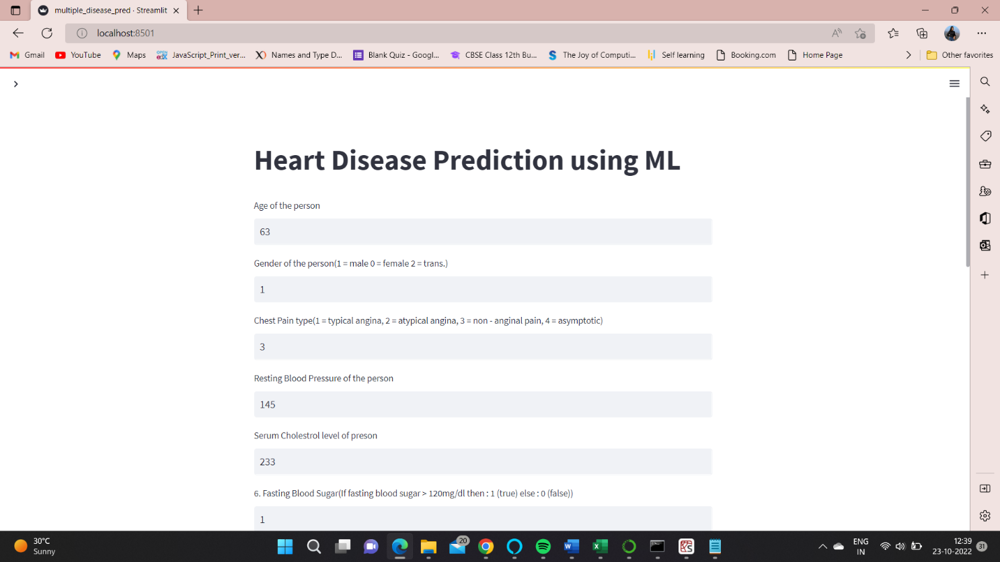 multiple_disease_pred · Streamlit
localhost:8501
Gmail YouTube Maps JavaScript_Print_ver... Names and Type D... Blank Quiz - Googl... CBSE Class 12th Bu... The Joy of Computi... Self learning Booking.com Home Page Other favorites
Heart Disease Prediction using ML
Age of the person
63
Gender of the person(1 = male 0 = female 2 = trans.)
1
Chest Pain type(1 = typical angina, 2 = atypical angina, 3 = non - anginal pain, 4 = asymptotic)
3
Resting Blood Pressure of the person
145
Serum Cholestrol level of preson
233
6. Fasting Blood Sugar(If fasting blood sugar > 120mg/dl then : 1 (true) else : 0 (false))
1
30°C
Sunny
20
ENG
IN
12:39
23-10-2022
31